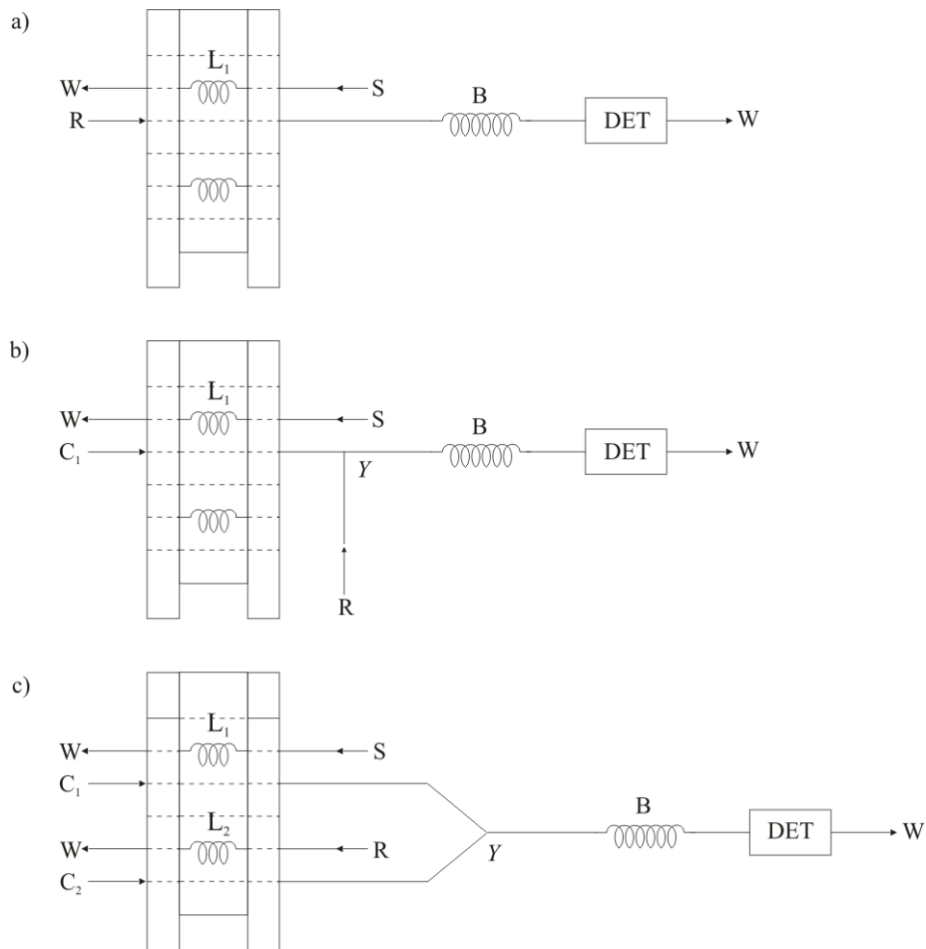 a)
L₁
W S
B
R DET W
b)
L₁
W S
B
C₁ Y DET W
R
c)
L₁
W S
C₁
B
L₂ DET W
W R Y
C₂